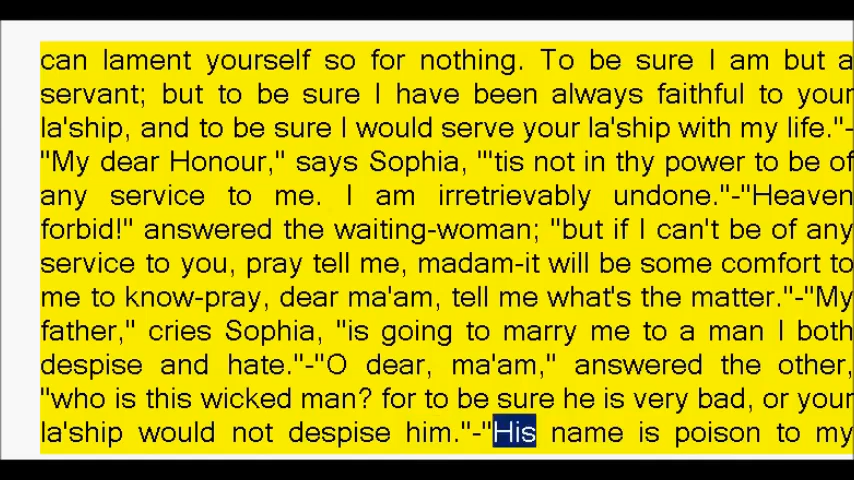 can lament yourself so for nothing. To be sure I am but a
servant; but to be sure I have been always faithful to your
la'ship, and to be sure I would serve your la'ship with my life."-
"My dear Honour," says Sophia, "'tis not in thy power to be of
any service to me. I am irretrievably undone."-"Heaven
forbid!" answered the waiting-woman; "but if I can't be of any
service to you, pray tell me, madam-it will be some comfort to
me to know-pray, dear ma'am, tell me what's the matter."-"My
father," cries Sophia, "is going to marry me to a man I both
despise and hate."-"O dear, ma'am," answered the other,
"who is this wicked man? for to be sure he is very bad, or your
la'ship would not despise him."-"His name is poison to my